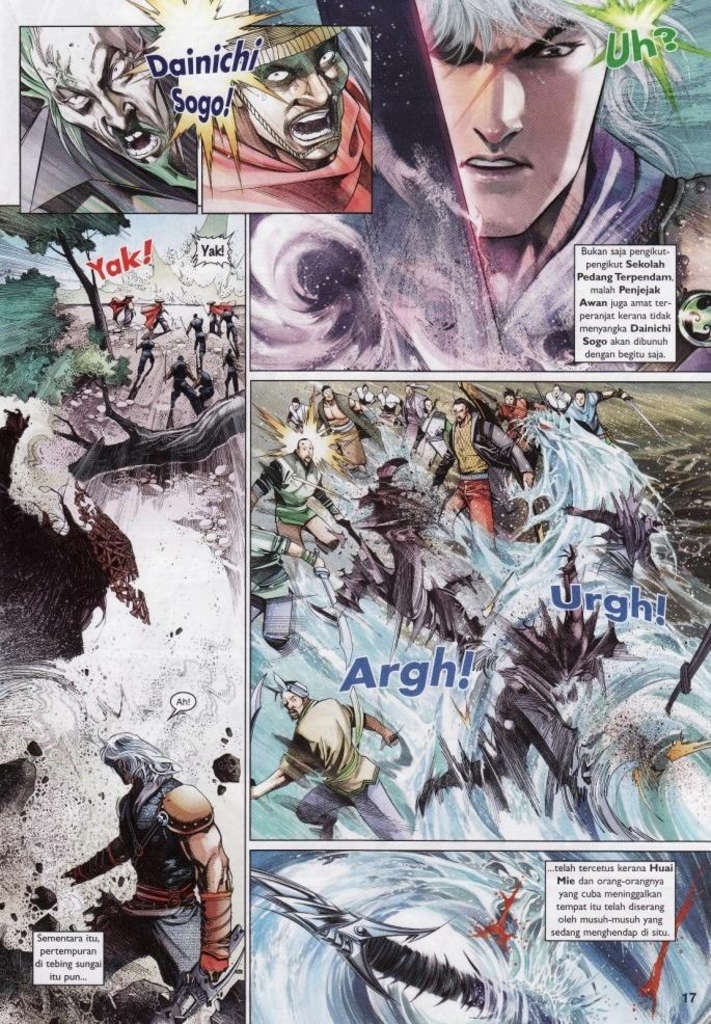 Dainichi
Sogo!
Uh?
Bukan saja pengikut-
pengikut Sekolah
Pedang Terpendam,
malah Penjejak
Awan juga amat ter-
peranjat kerana tidak
menyangka Dainichi
Sogo akan dibunuh
dengan begitu saja.
Yak!
Yak!
Ah!
Sementara itu,
pertempuran
di tebing sungai
itu pun...
Urgh!
Argh!
...telah tercetus kerana Huai
Mie dan orang-orangnya
yang cuba meninggalkan
tempat itu telah diserang
oleh musuh-musuh yang
sedang menghendap di situ.
17